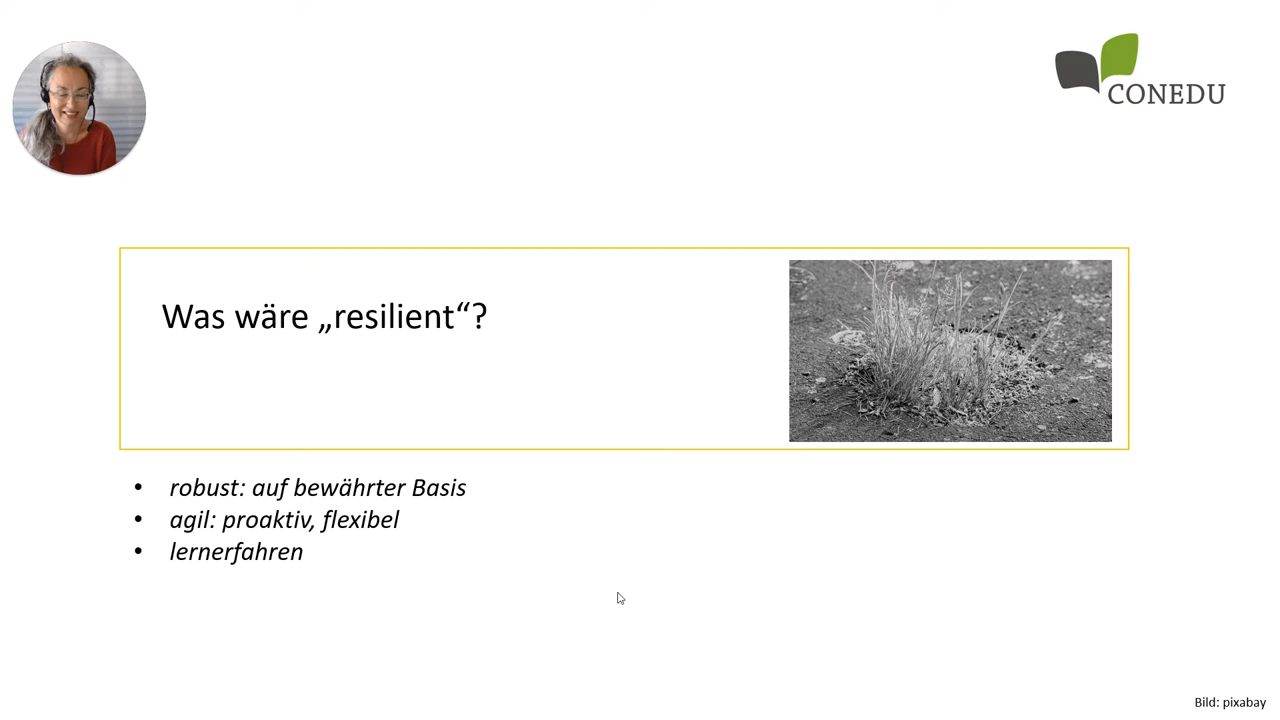 CONEDU
Was wäre „resilient“?
• robust: auf bewährter Basis
• agil: proaktiv, flexibel
• lernerfahren
Bild: pixabay